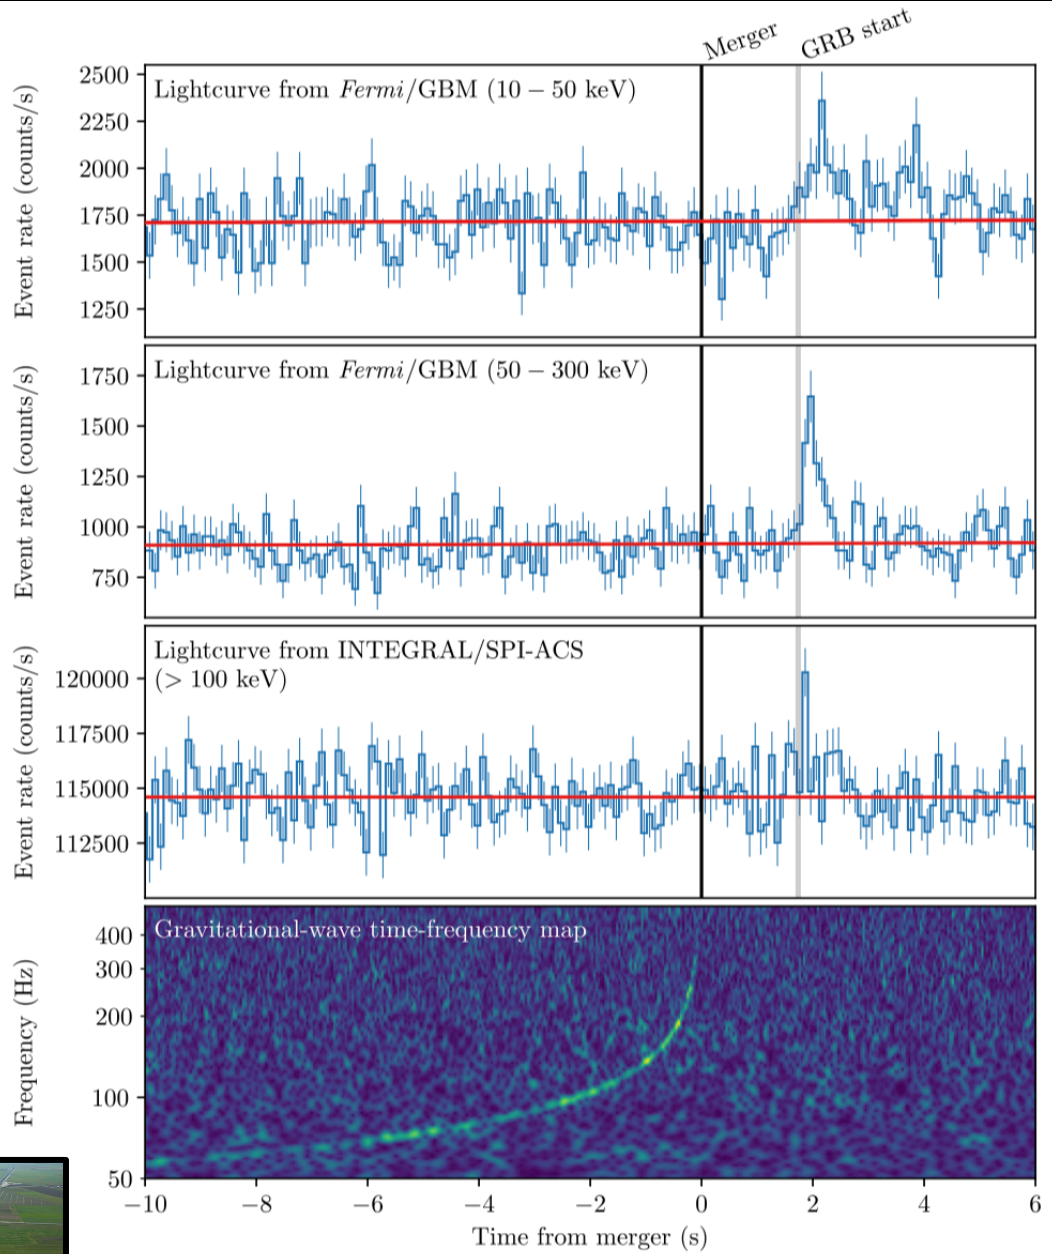 Merger GRB start
Lightcurve from Fermi/GBM (10 – 50 keV)
Event rate (counts/s)
2500
2250
2000
1750
1500
1250
Lightcurve from Fermi/GBM (50 – 300 keV)
Event rate (counts/s)
1750
1500
1250
1000
750
Lightcurve from INTEGRAL/SPI-ACS
(> 100 keV)
Event rate (counts/s)
120000
117500
115000
112500
Gravitational-wave time-frequency map
Frequency (Hz)
400
300
200
100
50
−10 −8 −6 −4 −2 0 2 4 6
Time from merger (s)